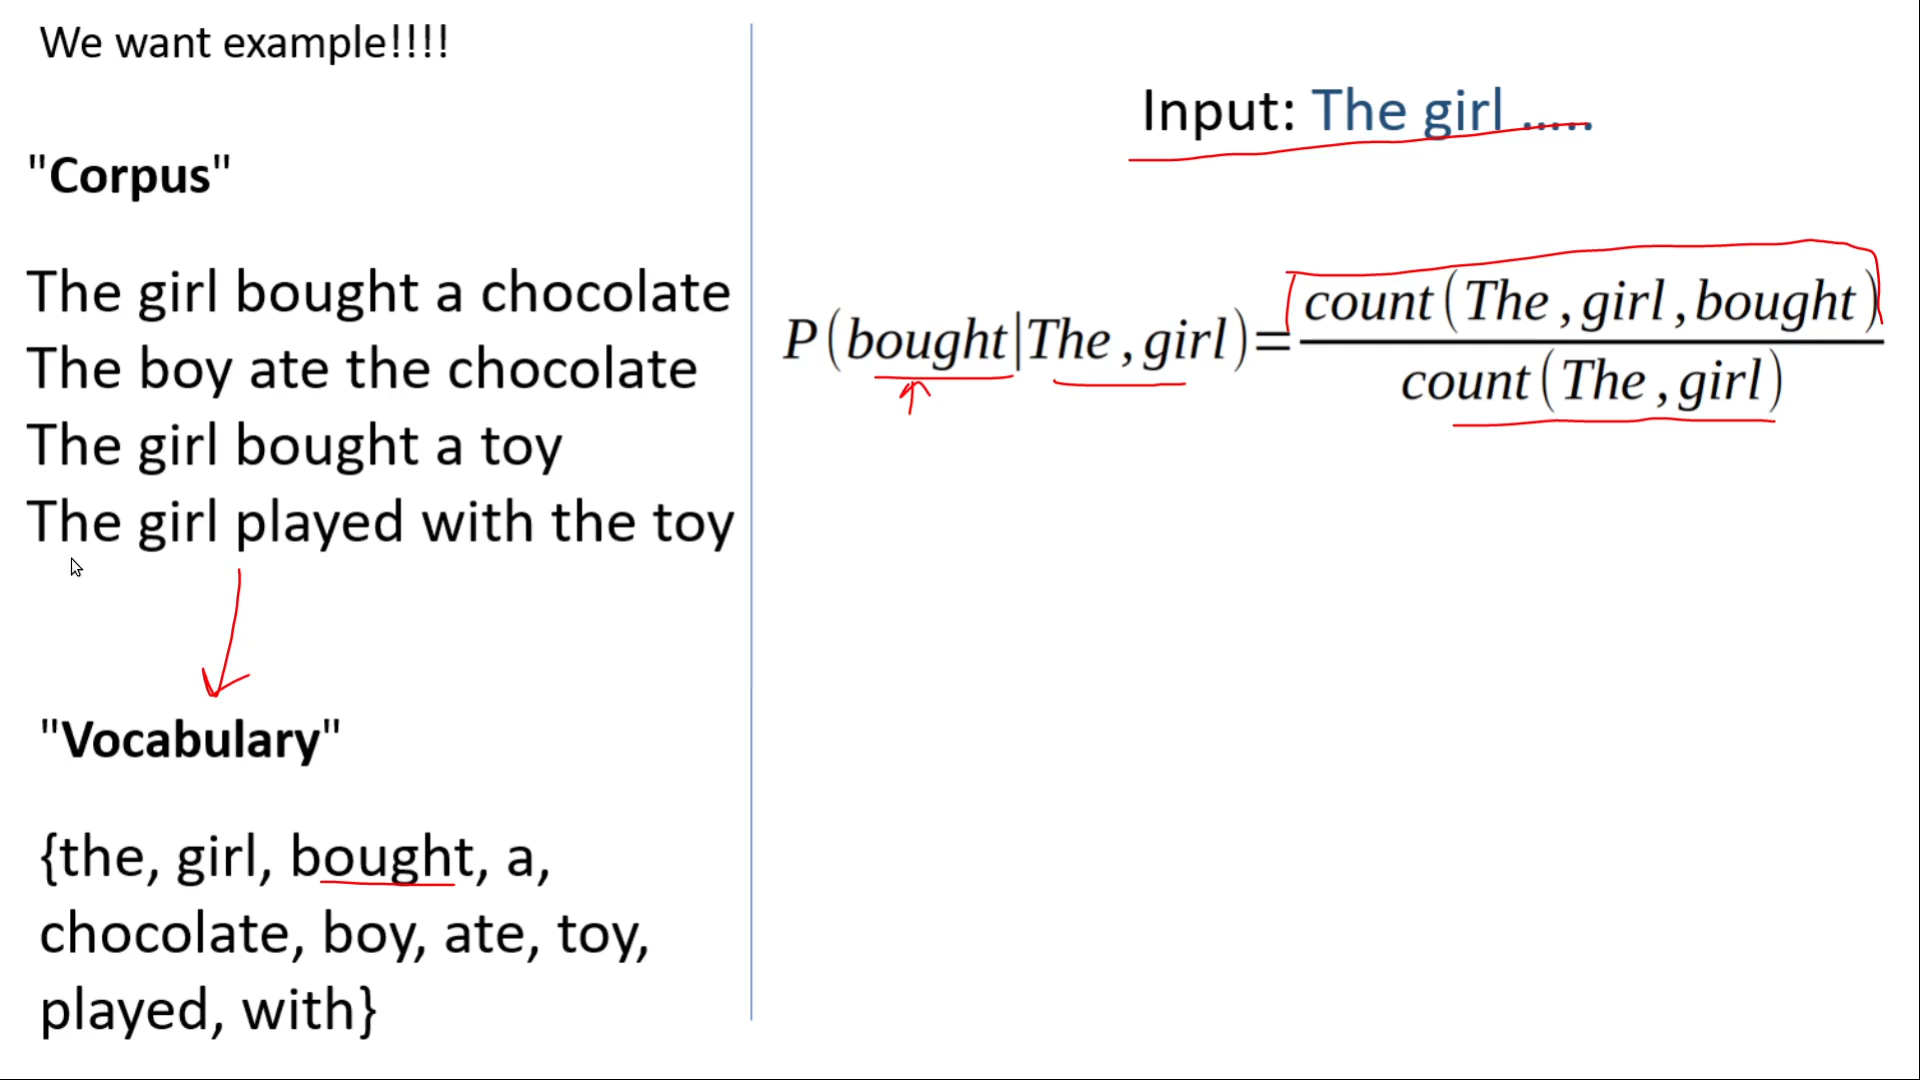 We want example!!!!
"Corpus"
The girl bought a chocolate
The boy ate the chocolate
The girl bought a toy
The girl played with the toy
"Vocabulary"
{the, girl, bought, a,
chocolate, boy, ate, toy,
played, with}
Input: The girl .....
P(bought|The,girl)=count(The,girl,bought)
count(The,girl)